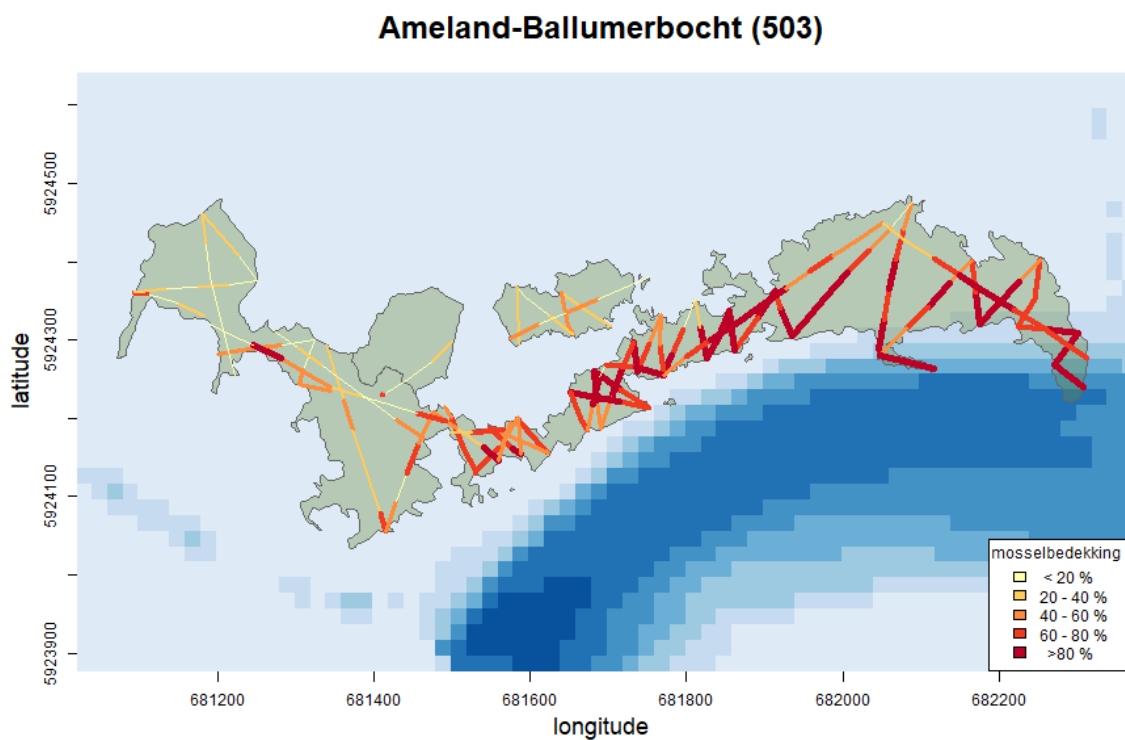 Ameland-Ballumerbocht (503)
latitude
5924500
5924300
5924100
5923900
mosselbedekking
< 20 %
20 - 40 %
40 - 60 %
60 - 80 %
>80 %
681200
681400
681600
681800
682000
682200
longitude